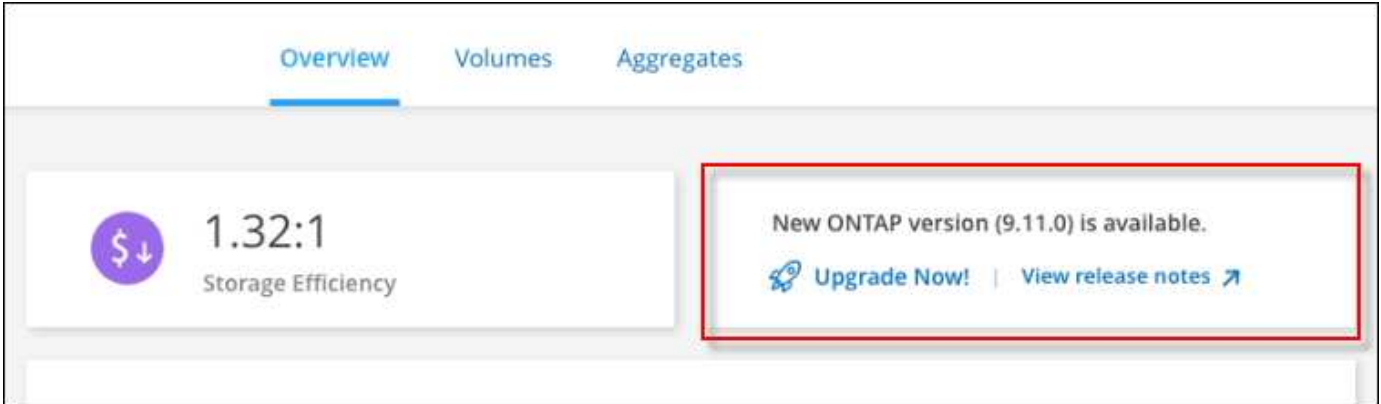 Overview Volumes Aggregates
1.32:1
Storage Efficiency
New ONTAP version (9.11.0) is available.
Upgrade Now! | View release notes